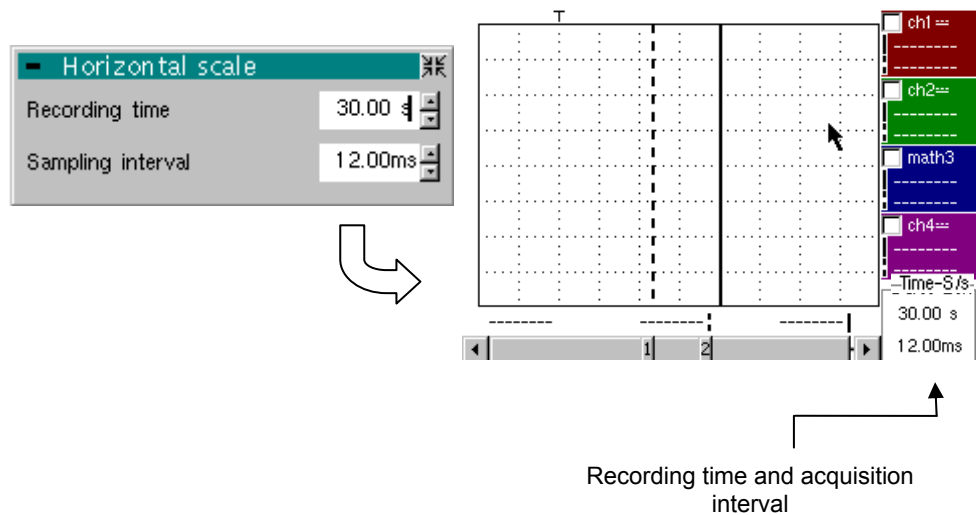 Horizontal scale
Recording time 30.00 s
Sampling interval 12.00ms
T
ch1
--------
--------
ch2
--------
--------
math3
--------
--------
ch4
--------
--------
Time-S/s
30.00 s
12.00ms
-------- -------- --------
1 2
Recording time and acquisition
interval